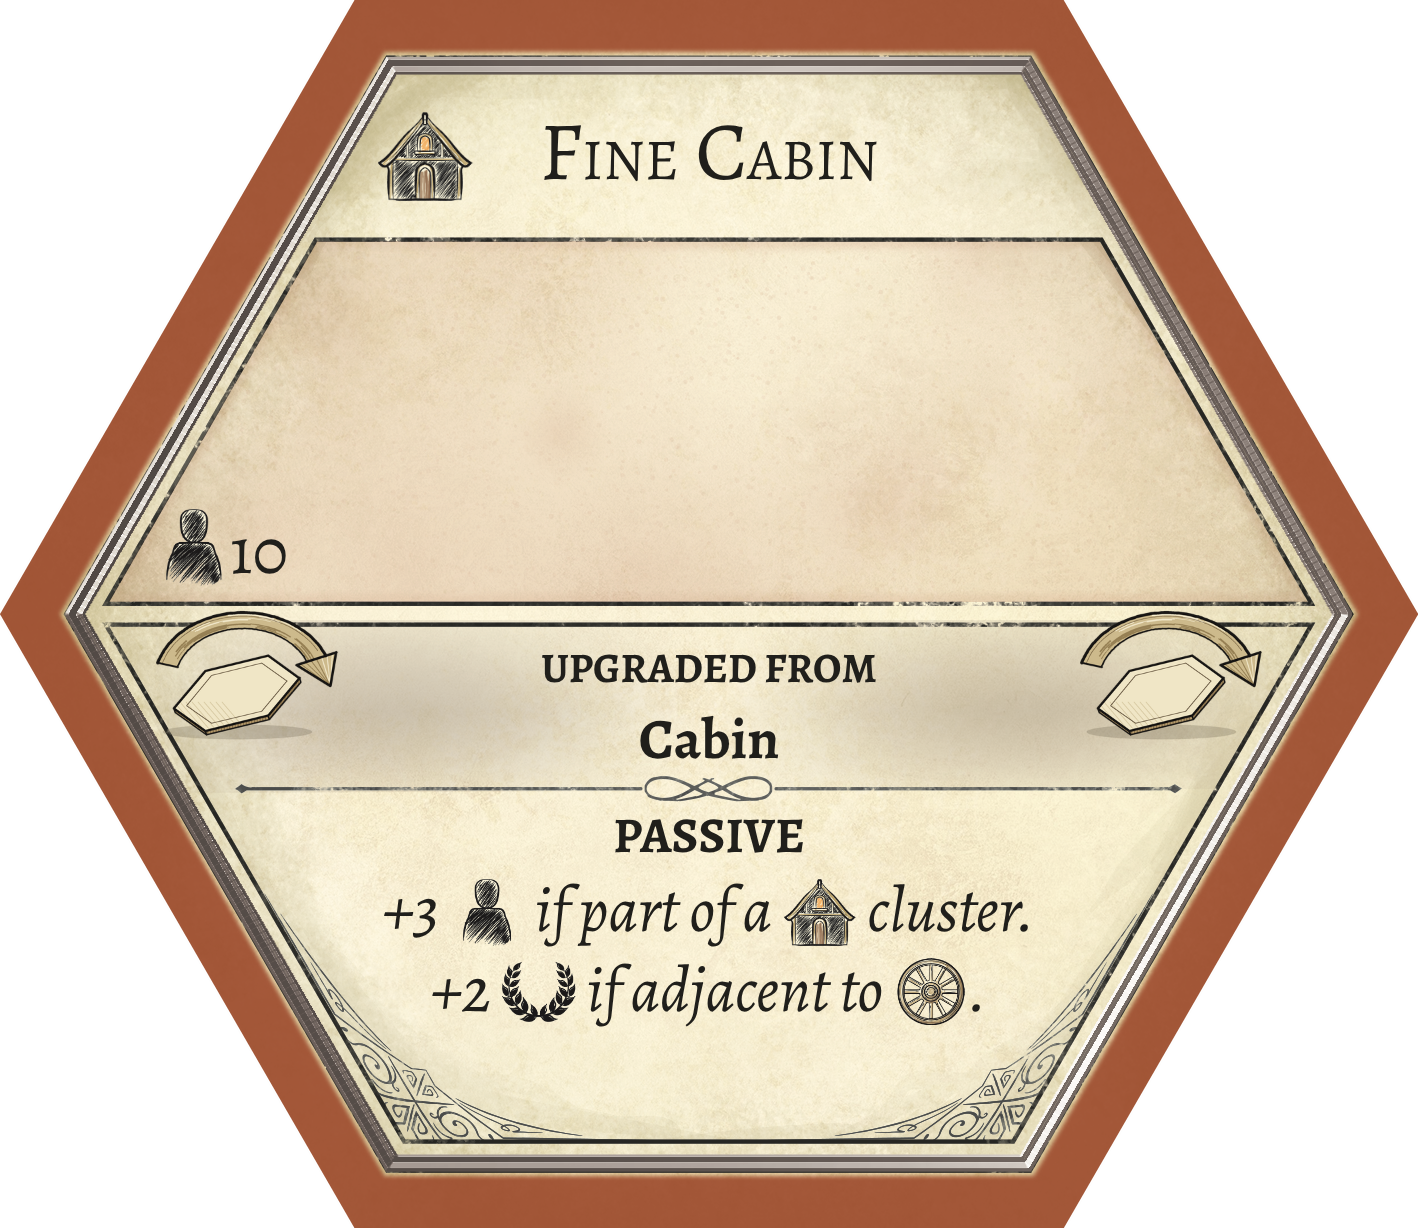 Fine Cabin
10
UPGRADED FROM
Cabin
PASSIVE
+3 if part of a cluster.
+2 if adjacent to .